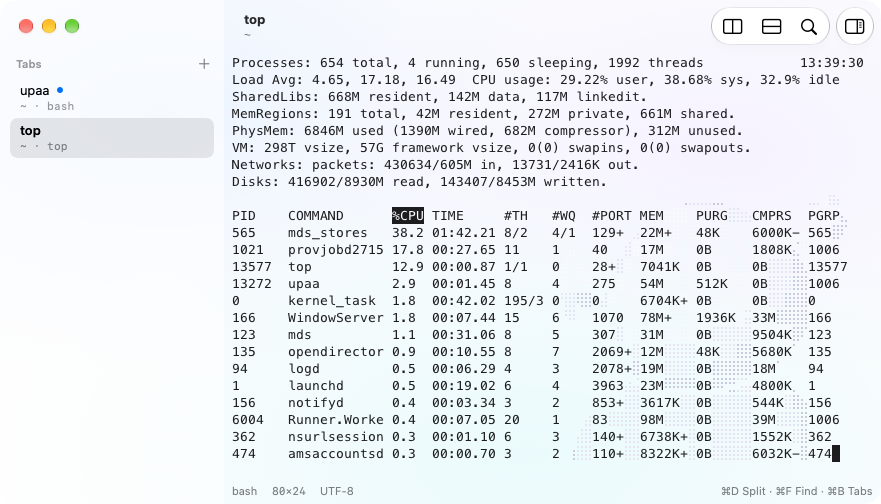 top
~
Tabs
upaa
~ · bash
top
~ · top
Processes: 654 total, 4 running, 650 sleeping, 1992 threads 13:39:30
Load Avg: 4.65, 17.18, 16.49 CPU usage: 29.22% user, 38.68% sys, 32.9% idle
SharedLibs: 668M resident, 142M data, 117M linkedit.
MemRegions: 191 total, 42M resident, 272M private, 661M shared.
PhysMem: 6846M used (1390M wired, 682M compressor), 312M unused.
VM: 298T vsize, 57G framework vsize, 0(0) swapins, 0(0) swapouts.
Networks: packets: 430634/605M in, 13731/2416K out.
Disks: 416902/8930M read, 143407/8453M written.
PID COMMAND %CPU TIME #TH #WQ #PORT MEM PURG CMPRS PGRP
565 mds_stores 38.2 01:42.21 8/2 4/1 129+ 22M+ 48K 6000K- 565
1021 provjobd2715 17.8 00:27.65 11 1 40 17M 0B 1808K 1006
13577 top 12.9 00:00.87 1/1 0 28+ 7041K 0B 0B 13577
13272 upaa 2.9 00:01.45 8 4 275 54M 512K 0B 1006
0 kernel_task 1.8 00:42.02 195/3 0 0 6704K+ 0B 0B 0
166 WindowServer 1.8 00:07.44 15 6 1070 78M+ 1936K 33M 166
123 mds 1.1 00:31.06 8 5 307 31M 0B 9504K 123
135 opendirector 0.9 00:10.55 8 7 2069+ 12M 48K 5680K 135
94 logd 0.5 00:06.29 4 3 2078+ 19M 0B 18M 94
1 launchd 0.5 00:19.02 6 4 3963 23M 0B 4800K 1
156 notifyd 0.4 00:03.34 3 2 853+ 3617K 0B 544K 156
6004 Runner.Worke 0.4 00:07.05 20 1 83 98M 0B 39M 1006
362 nsurlsession 0.3 00:01.10 6 3 140+ 6738K+ 0B 1552K 362
474 amsaccountsd 0.3 00:00.70 3 2 110+ 8322K+ 0B 6032K- 474
bash 80×24 UTF-8 ⌘D Split · ⌘F Find · ⌘B Tabs